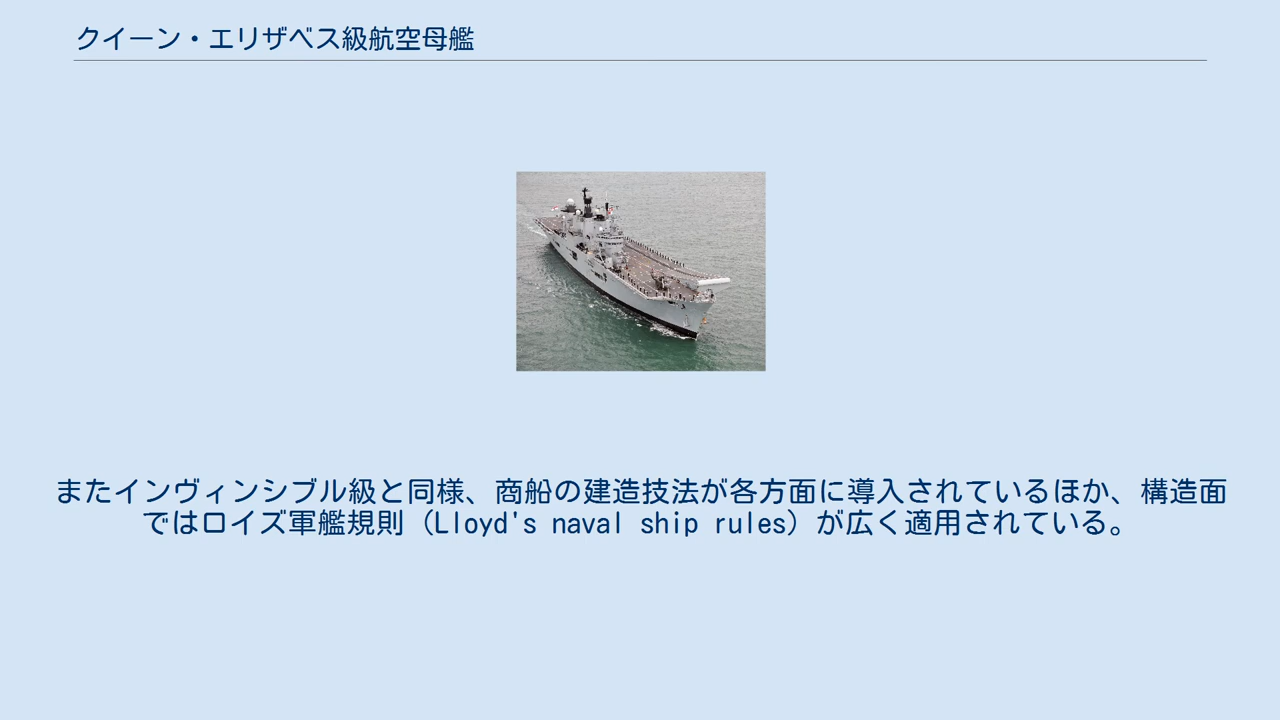 クイーン・エリザベス級航空母艦
またインヴィンシブル級と同様、商船の建造技法が各方面に導入されているほか、構造面
ではロイズ軍艦規則（Lloyd's naval ship rules）が広く適用されている。